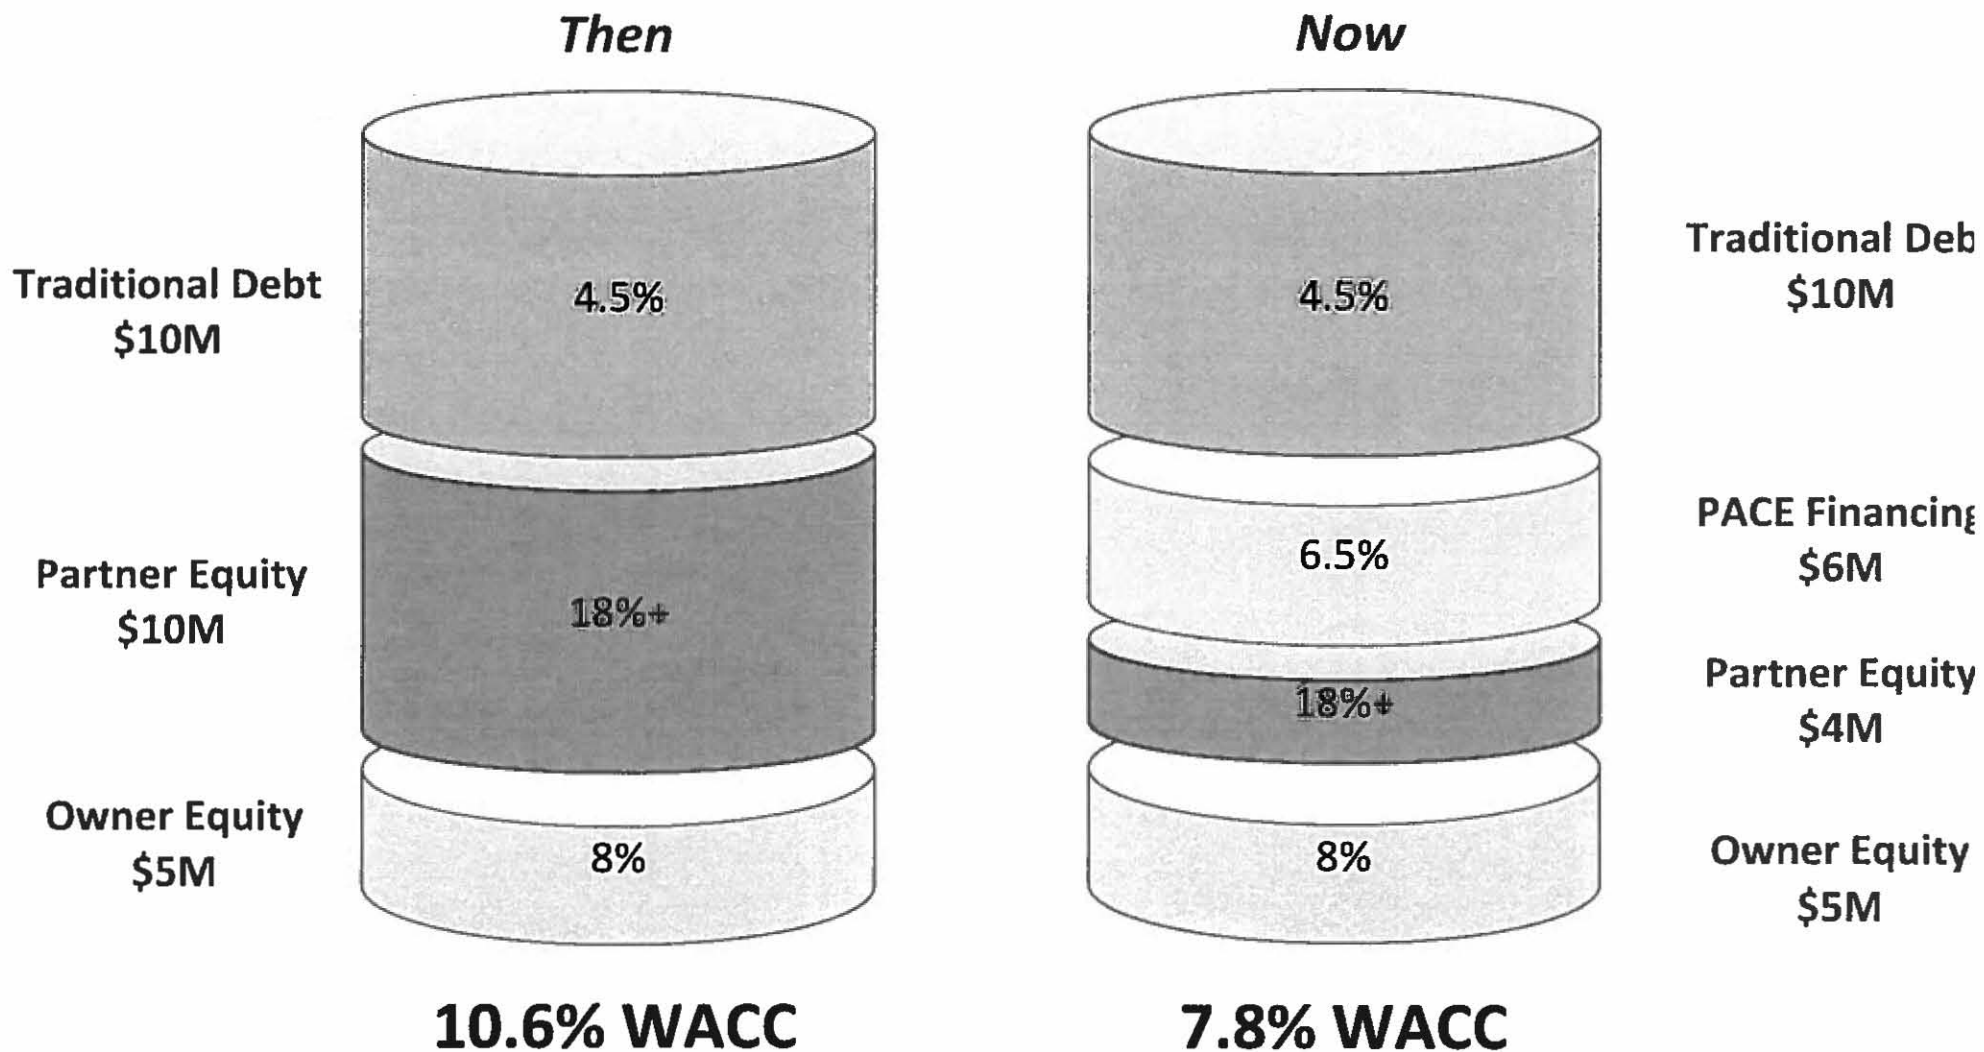 Then
Traditional Debt
$10M
4.5%
Partner Equity
$10M
18%+
Owner Equity
$5M
8%
10.6% WACC
Now
4.5%
Traditional Deb
$10M
6.5%
PACE Financing
$6M
18%+
Partner Equity
$4M
8%
Owner Equity
$5M
7.8% WACC